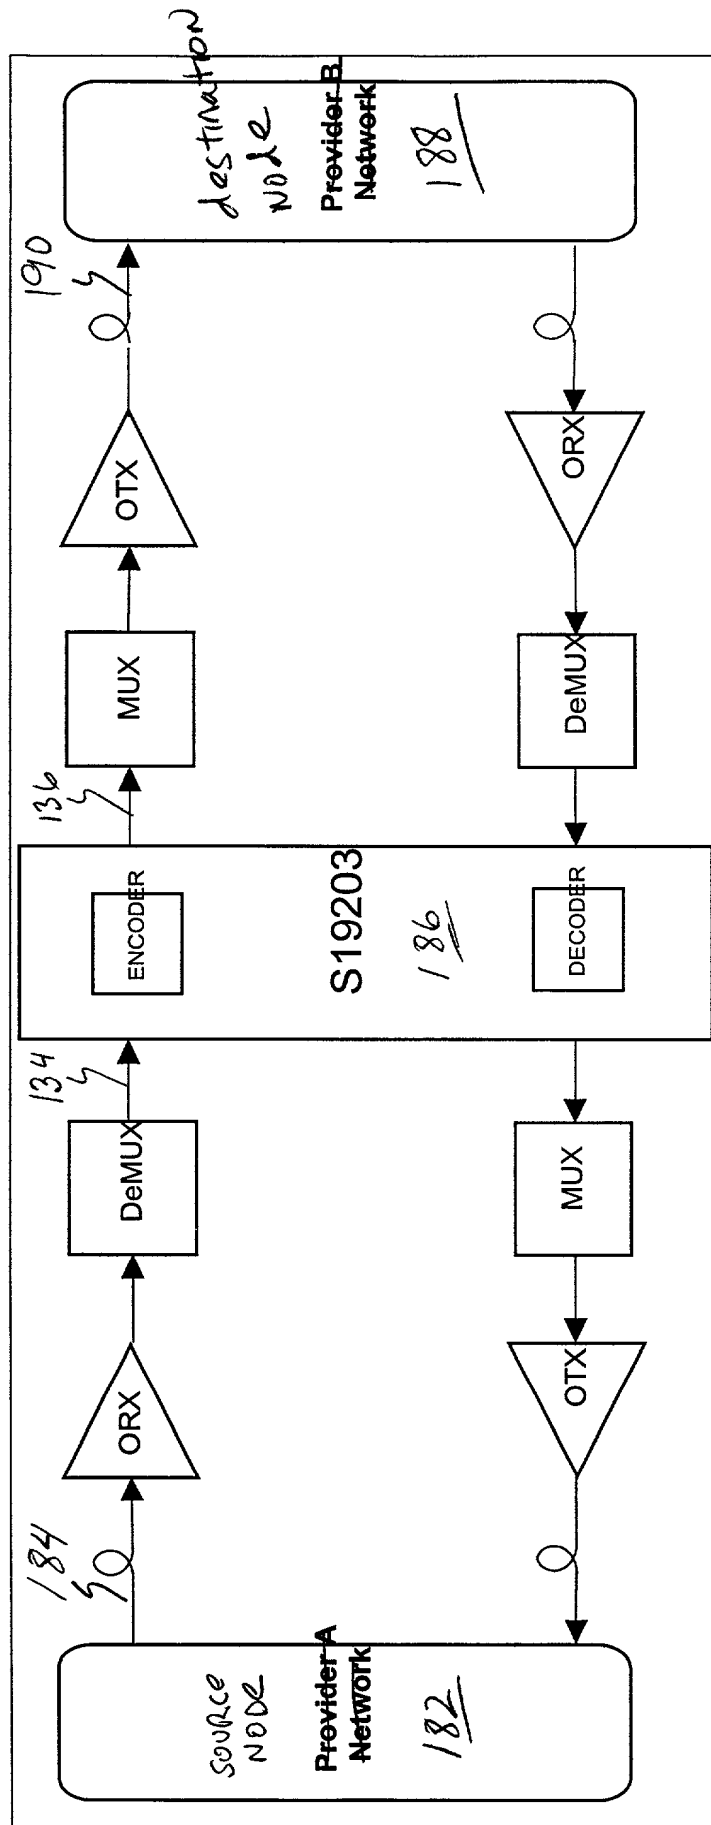 SOURCE
NODE
Provider A
Network
182
184
ORX
DeMUX
134
ENCODER
S19203
186
DECODER
136
MUX
OTX
190
destination
NODE
Provider B
Network
188
ORX
DeMUX
MUX
OTX